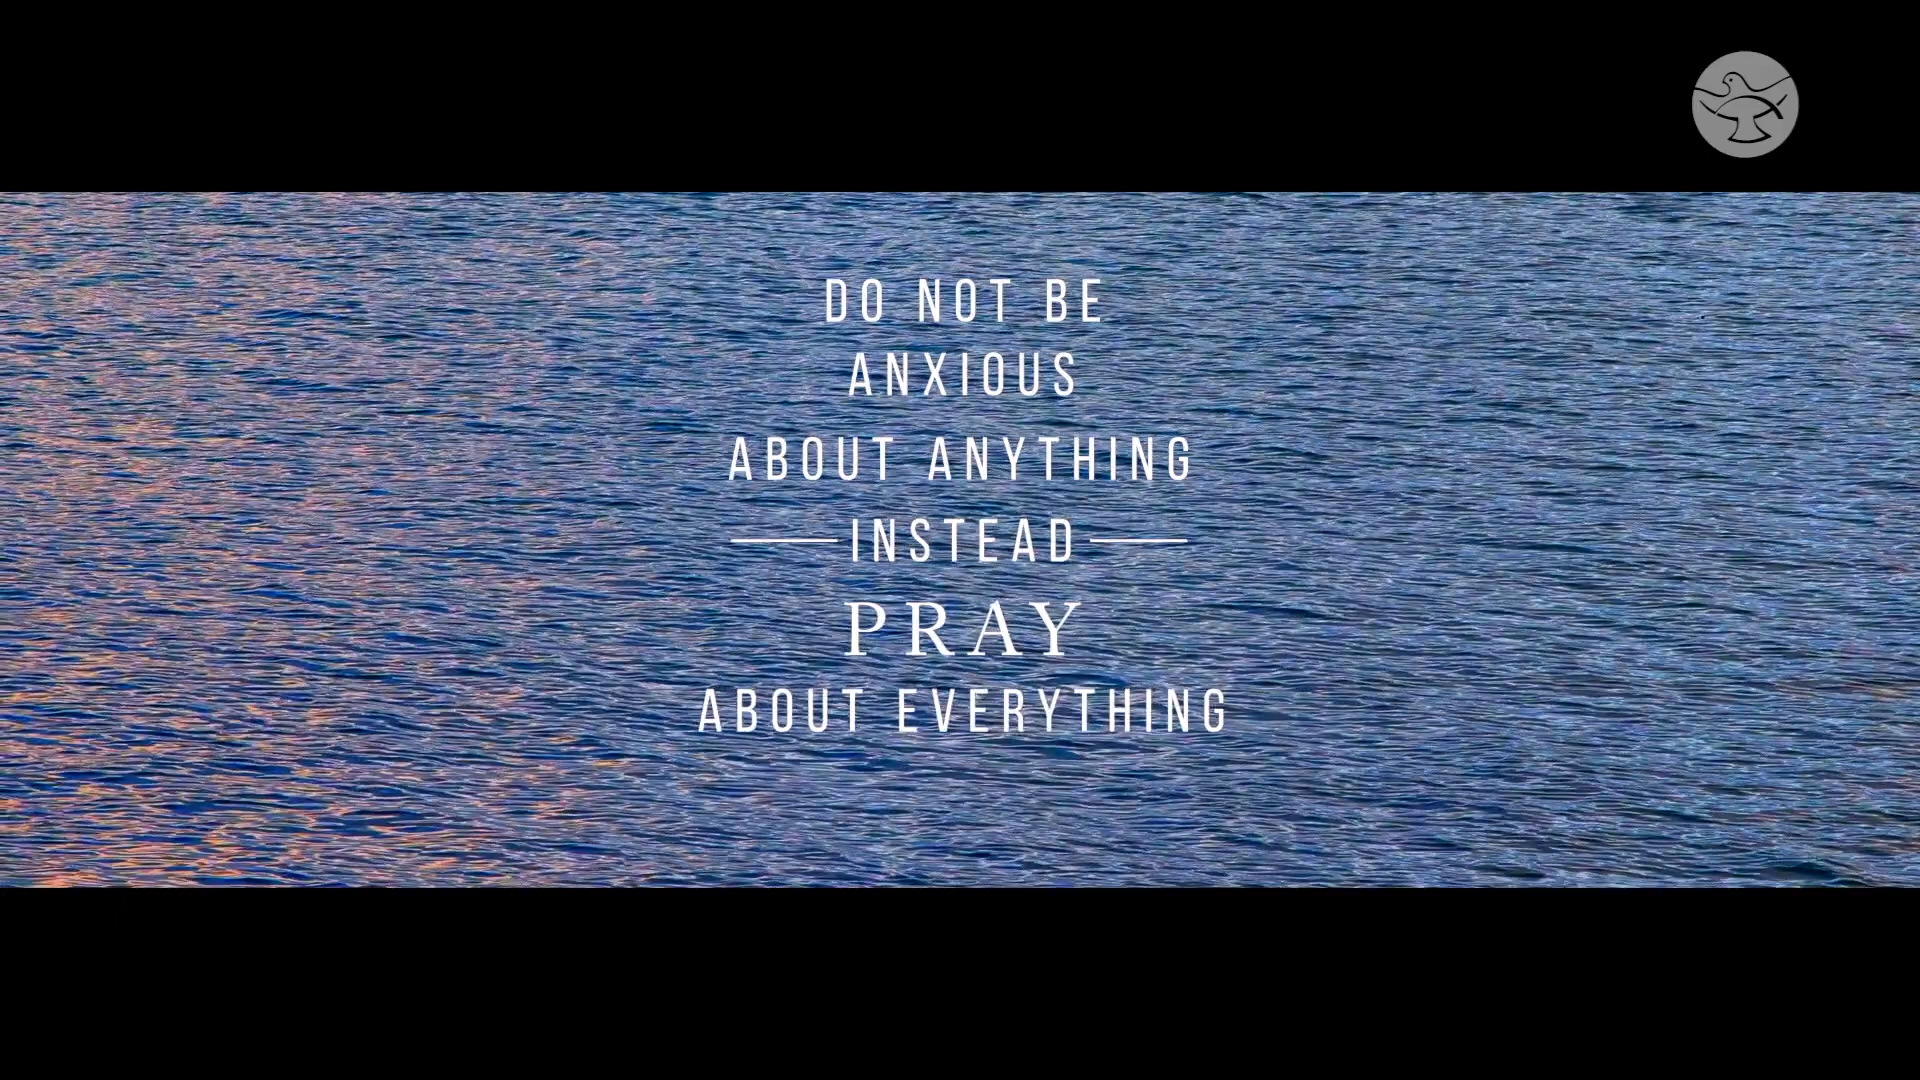 DO NOT BE
ANXIOUS
ABOUT ANYTHING
INSTEAD
PRAY
ABOUT EVERYTHING